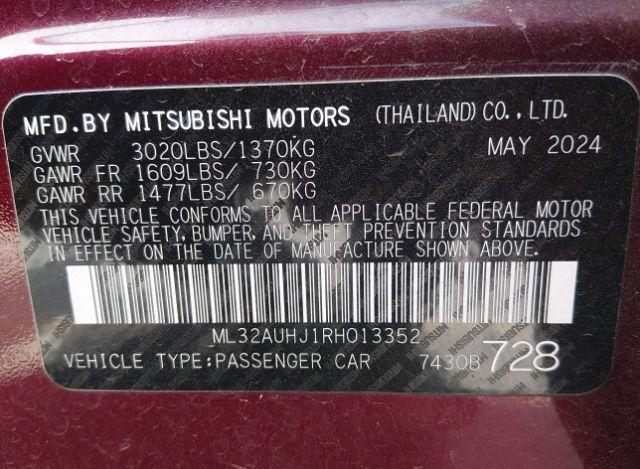 MFD.BY MITSUBISHI MOTORS (THAILAND)CO.,LTD.
GVWR 3020LBS/1370KG MAY 2024
GAWR FR 1609LBS/ 730KG
GAWR RR 1477LBS/ 670KG
THIS VEHICLE CONFORMS TO ALL APPLICABLE FEDERAL MOTOR
VEHICLE SAFETY, BUMPER, AND THEFT PREVENTION STANDARDS
IN EFFECT ON THE DATE OF MANUFACTURE SHOWN ABOVE.
ML32AUHJ1RH013352
VEHICLE TYPE:PASSENGER CAR 7430B 728